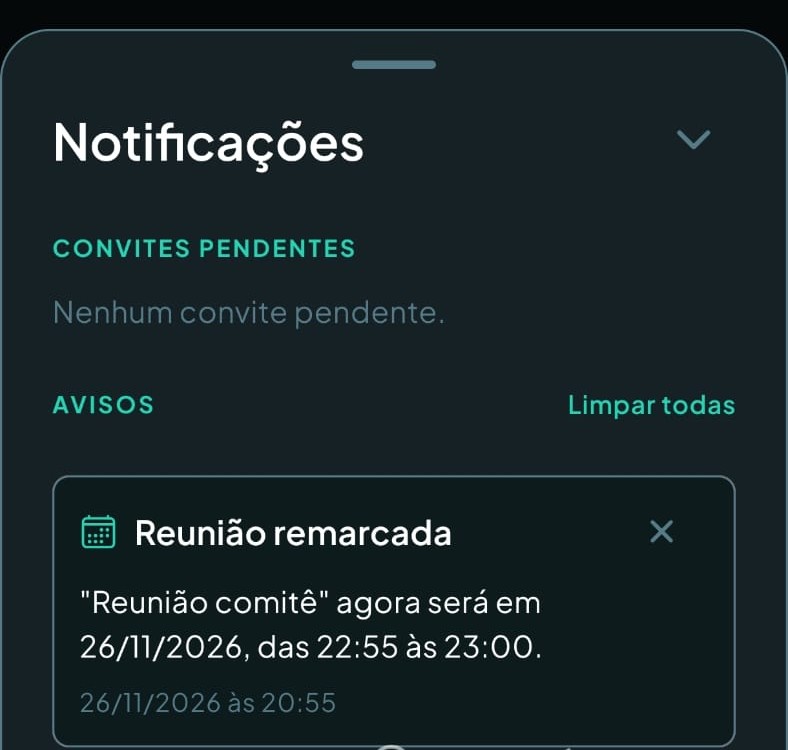 Notificações
CONVITES PENDENTES
Nenhum convite pendente.
AVISOS
Limpar todas
Reunião remarcada
"Reunião comitê" agora será em
26/11/2026, das 22:55 às 23:00.
26/11/2026 às 20:55